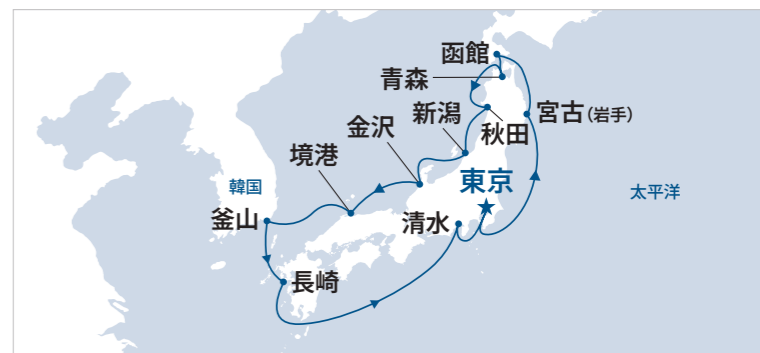 函館
青森
新潟
宮古(岩手)
金沢
秋田
境港
東京
韓国
太平洋
釜山
清水
長崎